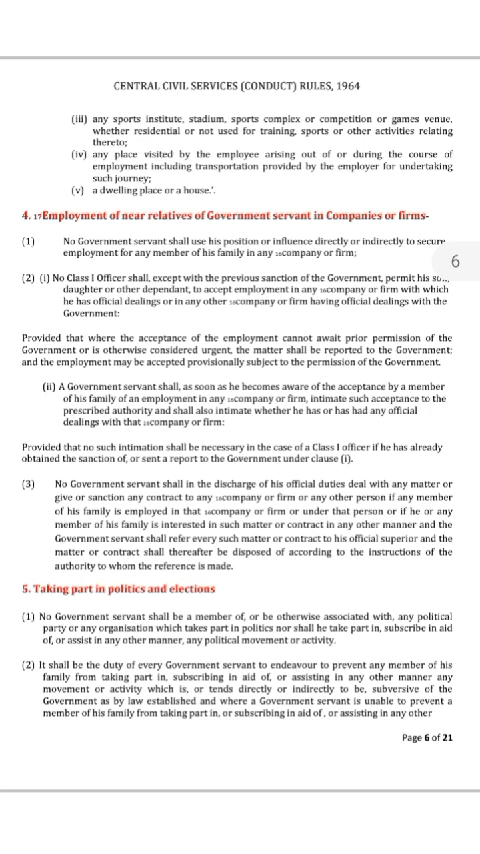 CENTRAL CIVIL SERVICES (CONDUCT) RULES, 1964
(iii) any sports institute, stadium, sports complex or competition or games venue,
whether residential or not used for training, sports or other activities relating
thereto;
(iv) any place visited by the employee arising out of or during the course of
employment including transportation provided by the employer for undertaking
such journey;
(v) a dwelling place or a house.'.
4. 17Employment of near relatives of Government servant in Companies or firms-
(1) No Government servant shall use his position or influence directly or indirectly to secure
employment for any member of his family in any 18company or firm;
6
(2) (i) No Class I Officer shall, except with the previous sanction of the Government, permit his
daughter or other dependant, to accept employment in any 18company or firm with which
he has official dealings or in any other 18company or firm having official dealings with the
Government:
Provided that where the acceptance of the employment cannot await prior permission of the
Government or is otherwise considered urgent, the matter shall be reported to the Government;
and the employment may be accepted provisionally subject to the permission of the Government.
(ii) A Government servant shall, as soon as he becomes aware of the acceptance by a member
of his family of an employment in any 18company or firm, intimate such acceptance to the
prescribed authority and shall also intimate whether he has or has had any official
dealings with that 18company or firm:
Provided that no such intimation shall be necessary in the case of a Class I officer if he has already
obtained the sanction of, or sent a report to the Government under clause (i).
(3) No Government servant shall in the discharge of his official duties deal with any matter or
give or sanction any contract to any 18company or firm or any other person if any member
of his family is employed in that 18company or firm or under that person or if he or any
member of his family is interested in such matter or contract in any other manner and the
Government servant shall refer every such matter or contract to his official superior and the
matter or contract shall thereafter be disposed of according to the instructions of the
authority to whom the reference is made.
5. Taking part in politics and elections
(1) No Government servant shall be a member of, or be otherwise associated with, any political
party or any organisation which takes part in politics nor shall he take part in, subscribe in aid
of, or assist in any other manner, any political movement or activity.
(2) It shall be the duty of every Government servant to endeavour to prevent any member of his
family from taking part in, subscribing in aid of, or assisting in any other manner any
movement or activity which is, or tends directly or indirectly to be, subversive of the
Government as by law established and where a Government servant is unable to prevent a
member of his family from taking part in, or subscribing in aid of, or assisting in any other
Page 6 of 21